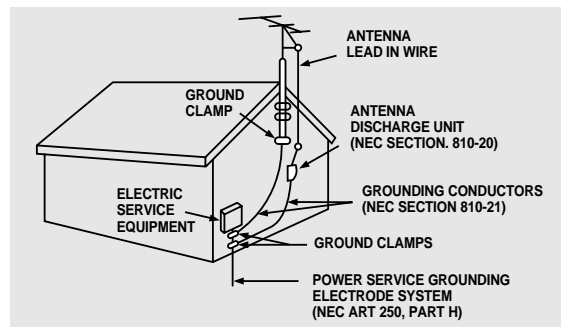 ANTENNA
LEAD IN WIRE
GROUND
CLAMP
ANTENNA
DISCHARGE UNIT
(NEC SECTION. 810-20)
ELECTRIC
SERVICE
EQUIPMENT
GROUNDING CONDUCTORS
(NEC SECTION 810-21)
GROUND CLAMPS
POWER SERVICE GROUNDING
ELECTRODE SYSTEM
(NEC ART 250, PART H)